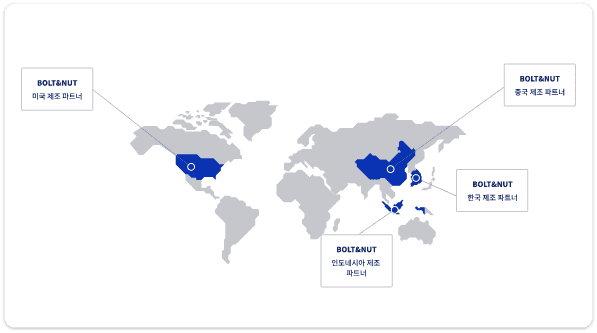 BOLT&NUT
미국 제조 파트너
BOLT&NUT
중국 제조 파트너
BOLT&NUT
한국 제조 파트너
BOLT&NUT
인도네시아 제조
파트너